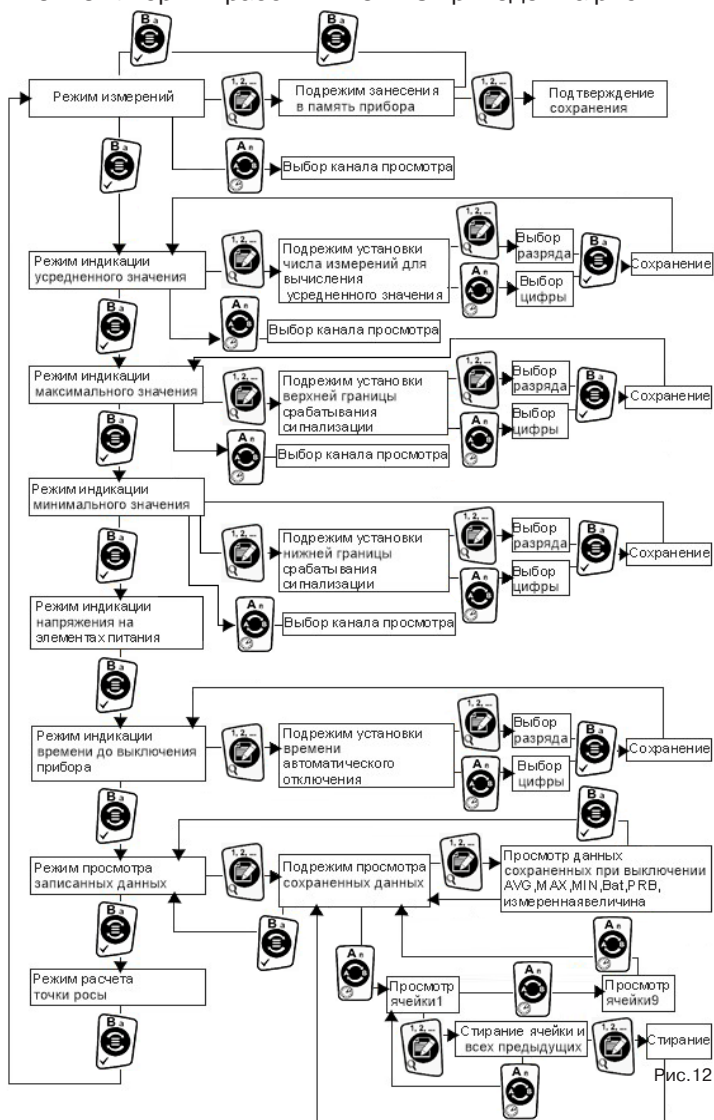 B a
B a
Режим измерений
1, 2, ...
Подрежим занесения
в память прибора
1, 2, ...
Подтверждение
сохранения
B a
A n
Выбор канала просмотра
Режим индикации
усредненного значения
1, 2, ...
Подрежим установки
числа измерений для
вычисления
усредненного значения
1, 2, ...
Выбор
разряда
A n
Выбор
цифры
B a
Сохранение
B a
A n
Выбор канала просмотра
Режим индикации
максимального значения
1, 2, ...
Подрежим установки
верхней границы
срабатывания
сигнализации
1, 2, ...
Выбор
разряда
A n
Выбор
цифры
B a
Сохранение
B a
A n
Выбор канала просмотра
Режим индикации
минимального значения
1, 2, ...
Подрежим установки
нижней границы
срабатывания
сигнализации
1, 2, ...
Выбор
разряда
A n
Выбор
цифры
B a
Сохранение
B a
A n
Выбор канала просмотра
Режим индикации
напряжения на
элементах питания
B a
Режим индикации
времени до выключения
прибора
1, 2, ...
Подрежим установки
времени
автоматического
отключения
1, 2, ...
Выбор
разряда
A n
Выбор
цифры
B a
Сохранение
B a
B a
Режим просмотра
записанных данных
1, 2, ...
Подрежим просмотра
сохраненных данных
1, 2, ...
Просмотр данных
сохраненных при выключении
AVG,MAX,MIN,Bat,PRB,
измереннаявеличина
B a
B a
Режим расчета
точки росы
B a
A n
Просмотр
ячейки1
A n
A n
Просмотр
ячейки9
1, 2, ...
Стирание ячейки и
всех предыдущих
1, 2, ...
Стирание
A n
Рис.12